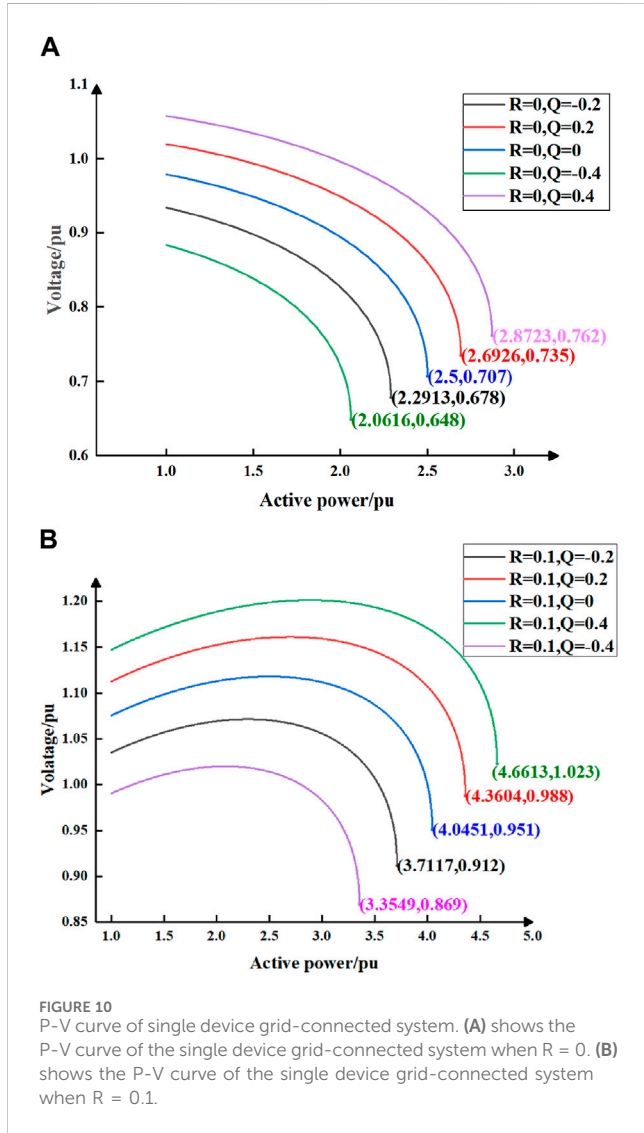 A
1.1
1.0
0.9
0.8
0.7
0.6
Voltage/pu
R=0,Q=-0.2
R=0,Q=0.2
R=0,Q=0
R=0,Q=-0.4
R=0,Q=0.4
(2.8723,0.762)
(2.6926,0.735)
(2.5,0.707)
(2.2913,0.678)
(2.0616,0.648)
1.0 1.5 2.0 2.5 3.0
Active power/pu
B
1.20
1.15
1.10
1.05
1.00
0.95
0.90
0.85
Volatage/pu
R=0.1,Q=-0.2
R=0.1,Q=0.2
R=0.1,Q=0
R=0.1,Q=0.4
R=0.1,Q=-0.4
(4.6613,1.023)
(4.3604,0.988)
(4.0451,0.951)
(3.7117,0.912)
(3.3549,0.869)
1.0 1.5 2.0 2.5 3.0 3.5 4.0 4.5 5.0
Active power/pu
FIGURE 10
P-V curve of single device grid-connected system. (A) shows the
P-V curve of the single device grid-connected system when R = 0. (B)
shows the P-V curve of the single device grid-connected system
when R = 0.1.